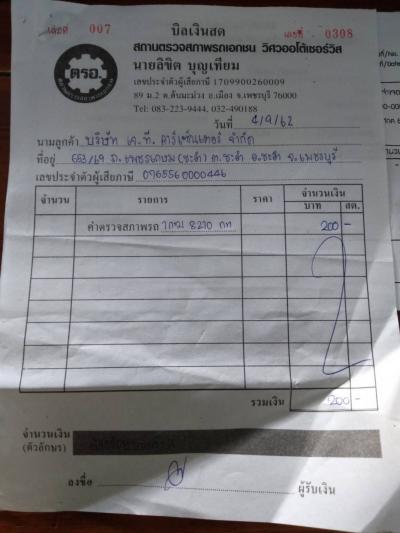 เล่มที่ 007 บิลเงินสด เลขที่ 0308
สถานตรวจสภาพรถเอกชน วิศวออโต้เซอร์วิส
ตรอ.
นายลิขิต บุญเทียม
เลขประจำตัวผู้เสียภาษี 1709900260009
89 ม.2 ต.ต้นมะม่วง อ.เมือง จ.เพชรบุรี 76000
Tel: 083-223-9444, 032-490188
วันที่ 4/9/62
นามลูกค้า บริษัท เค.ที. คาร์เซ็นเตอร์ จำกัด
ที่อยู่ 653/69 ถ.เพชรเกษม (ชะอำ) ต.ชะอำ อ.ชะอำ จ.เพชรบุรี
เลขประจำตัวผู้เสียภาษี 0765560000446
จำนวน รายการ ราคา จำนวนเงิน
บาท สต.
ค่าตรวจสภาพรถ 1กฒ 8210 กท 200 -
รวมเงิน 200 -
จำนวนเงิน
(ตัวอักษร)
ลงชื่อ ผู้รับเงิน